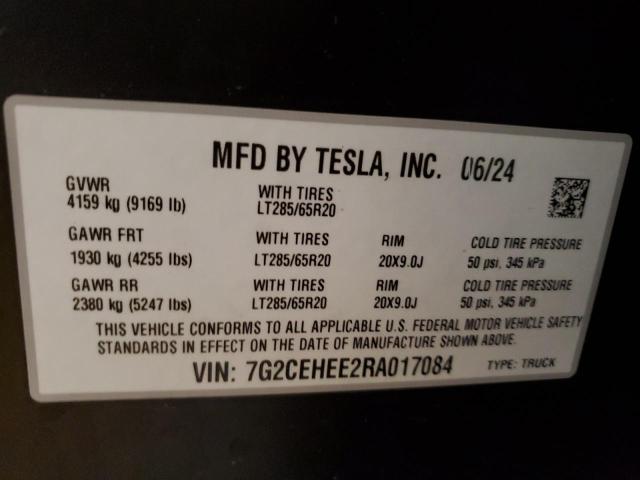 MFD BY TESLA, INC. 06/24
GVWR WITH TIRES
4159 kg (9169 lb) LT285/65R20
GAWR FRT WITH TIRES RIM COLD TIRE PRESSURE
1930 kg (4255 lbs) LT285/65R20 20X9.0J 50 psi, 345 kPa
GAWR RR WITH TIRES RIM COLD TIRE PRESSURE
2380 kg (5247 lbs) LT285/65R20 20X9.0J 50 psi, 345 kPa
THIS VEHICLE CONFORMS TO ALL APPLICABLE U.S. FEDERAL MOTOR VEHICLE SAFETY
STANDARDS IN EFFECT ON THE DATE OF MANUFACTURE SHOWN ABOVE.
VIN: 7G2CEHEE2RA017084 TYPE: TRUCK